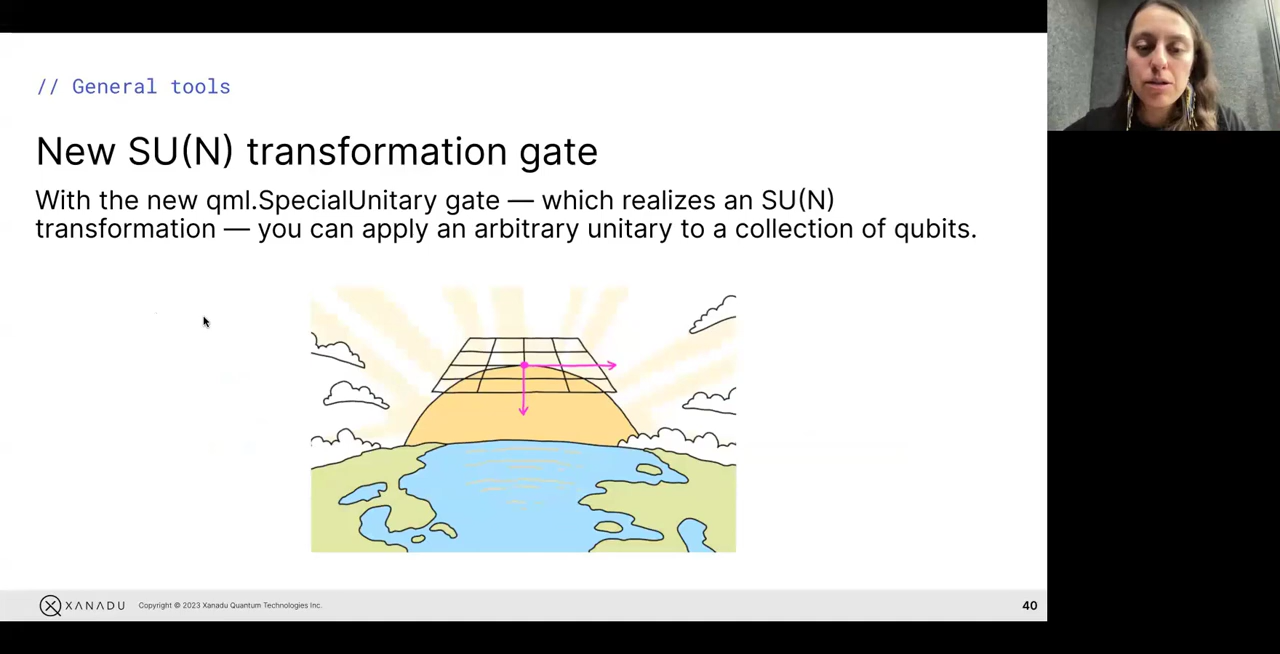 // General tools
New SU(N) transformation gate
With the new qml.SpecialUnitary gate — which realizes an SU(N)
transformation — you can apply an arbitrary unitary to a collection of qubits.
XANADU Copyright © 2023 Xanadu Quantum Technologies Inc. 40